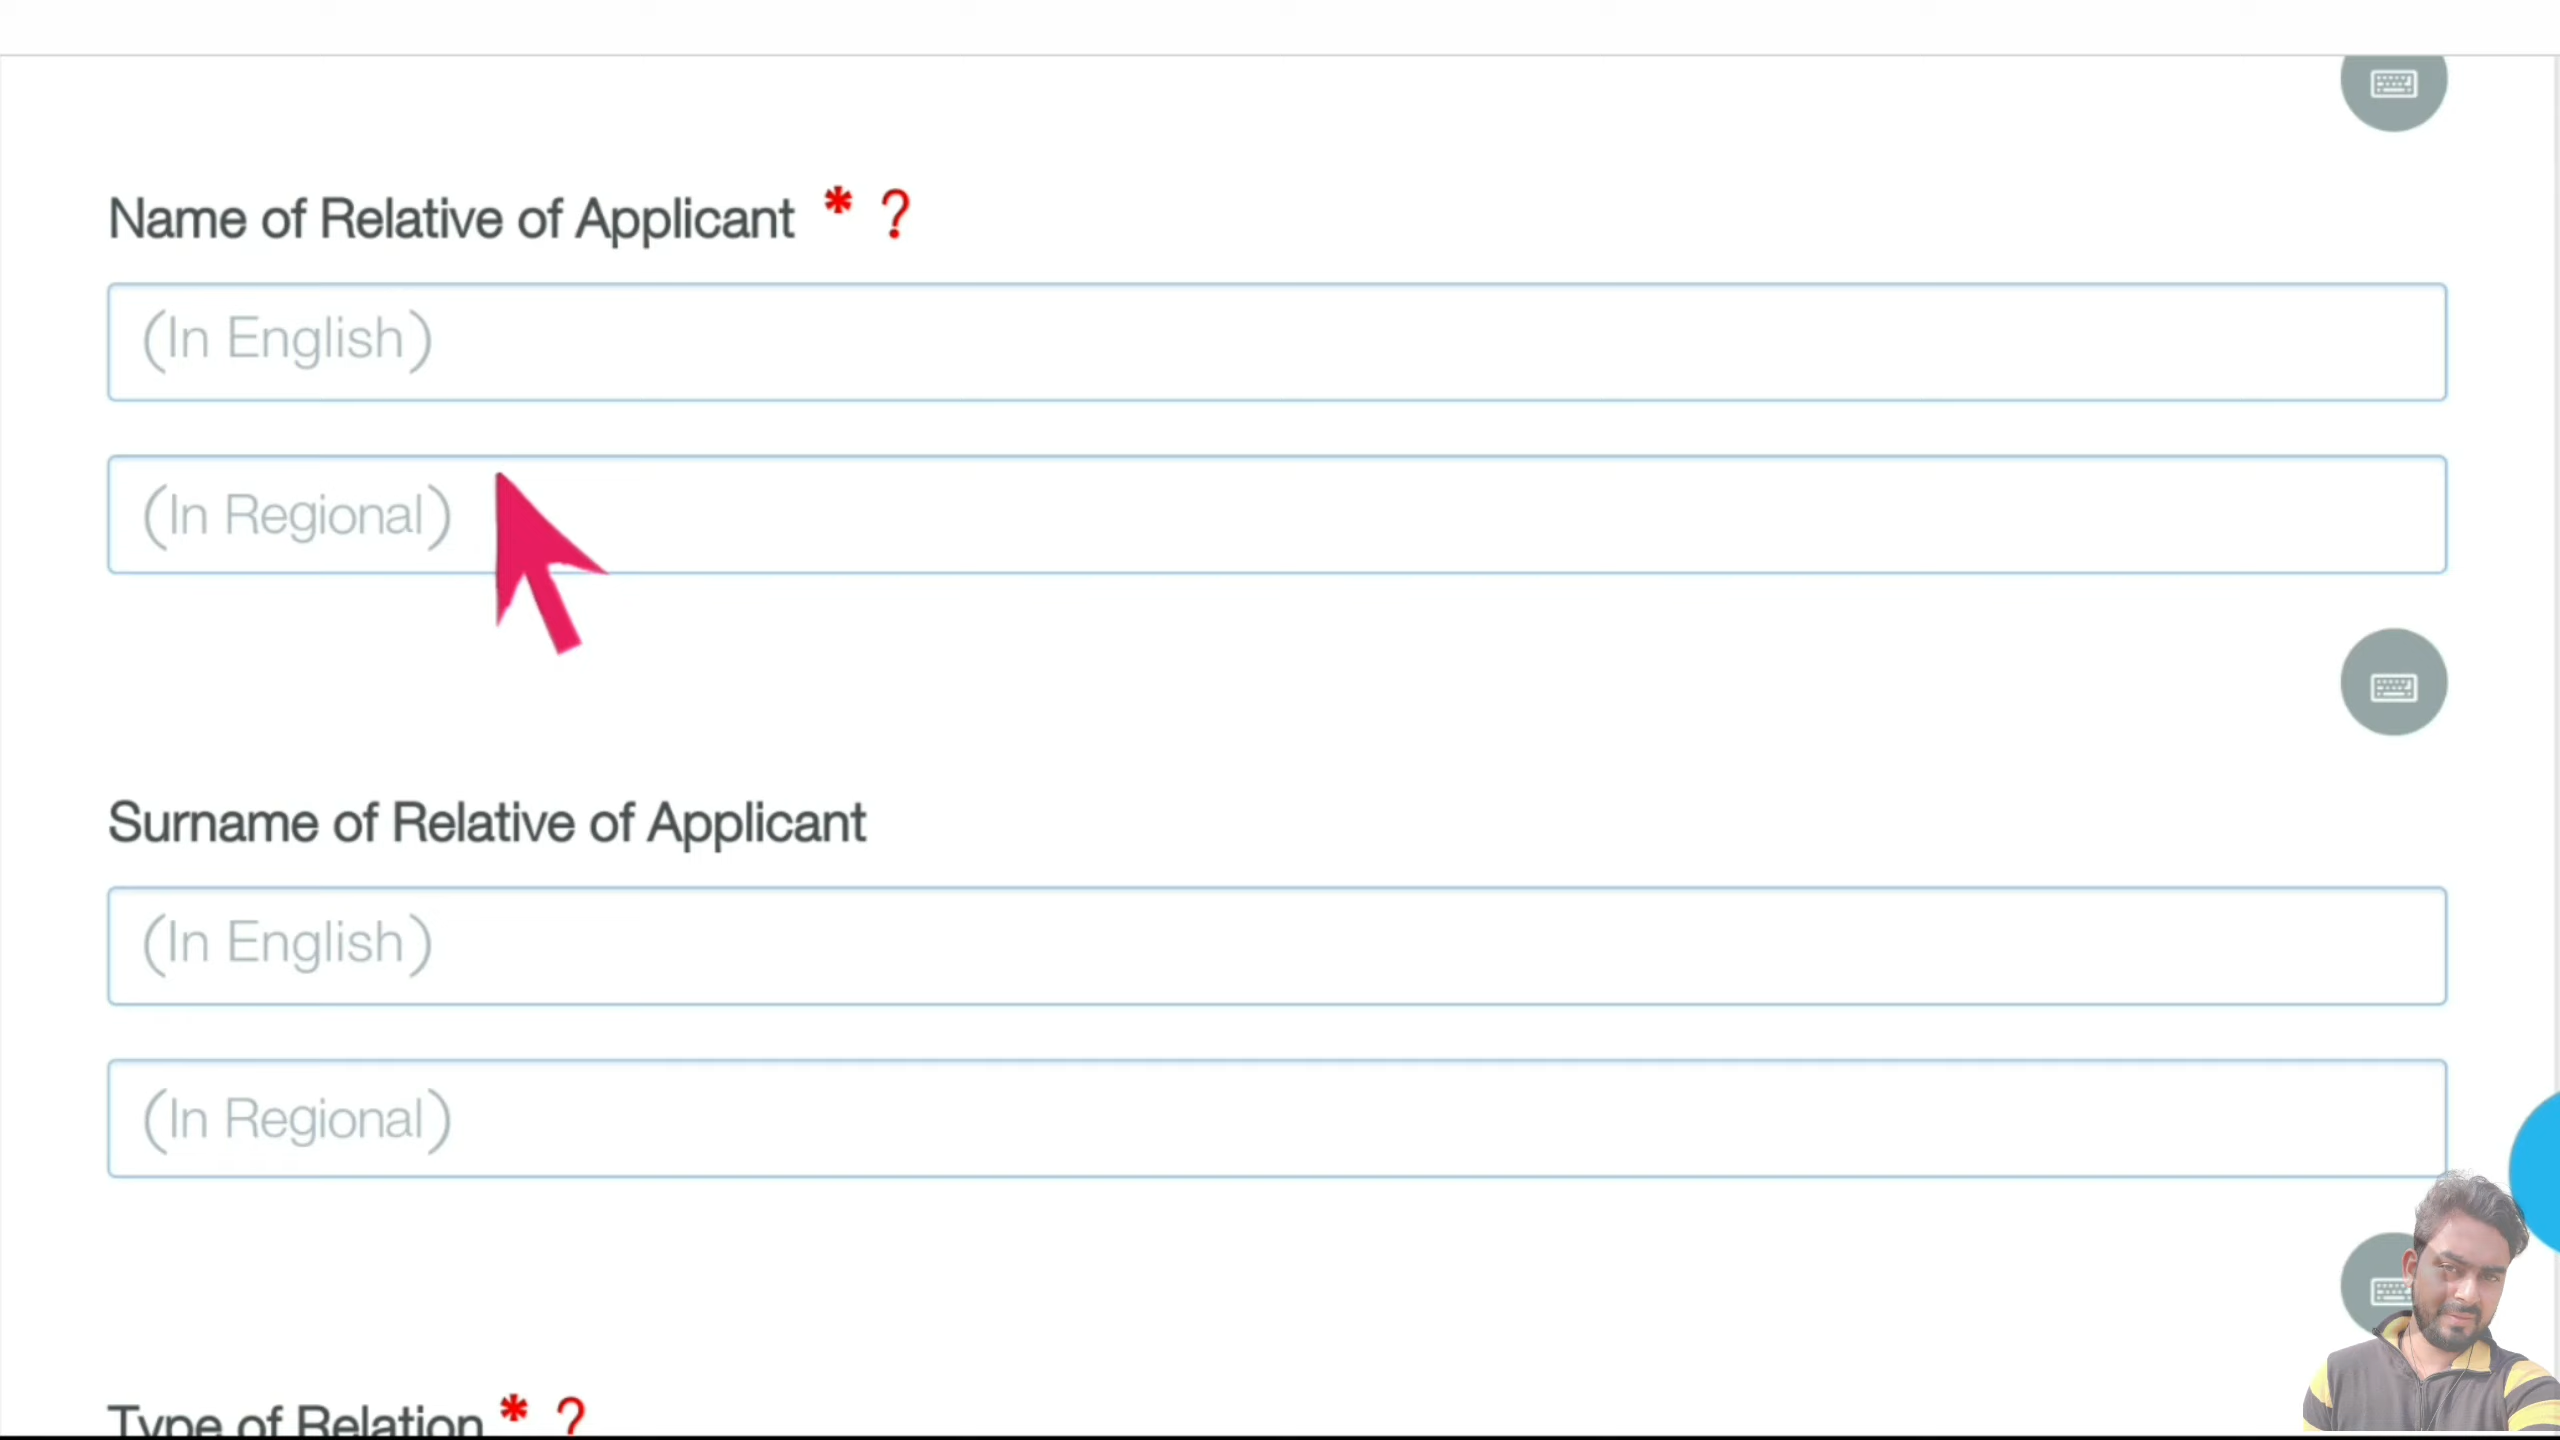 Name of Relative of Applicant * ?
(In English)
(In Regional)
Surname of Relative of Applicant
(In English)
(In Regional)
Type of Relation * ?